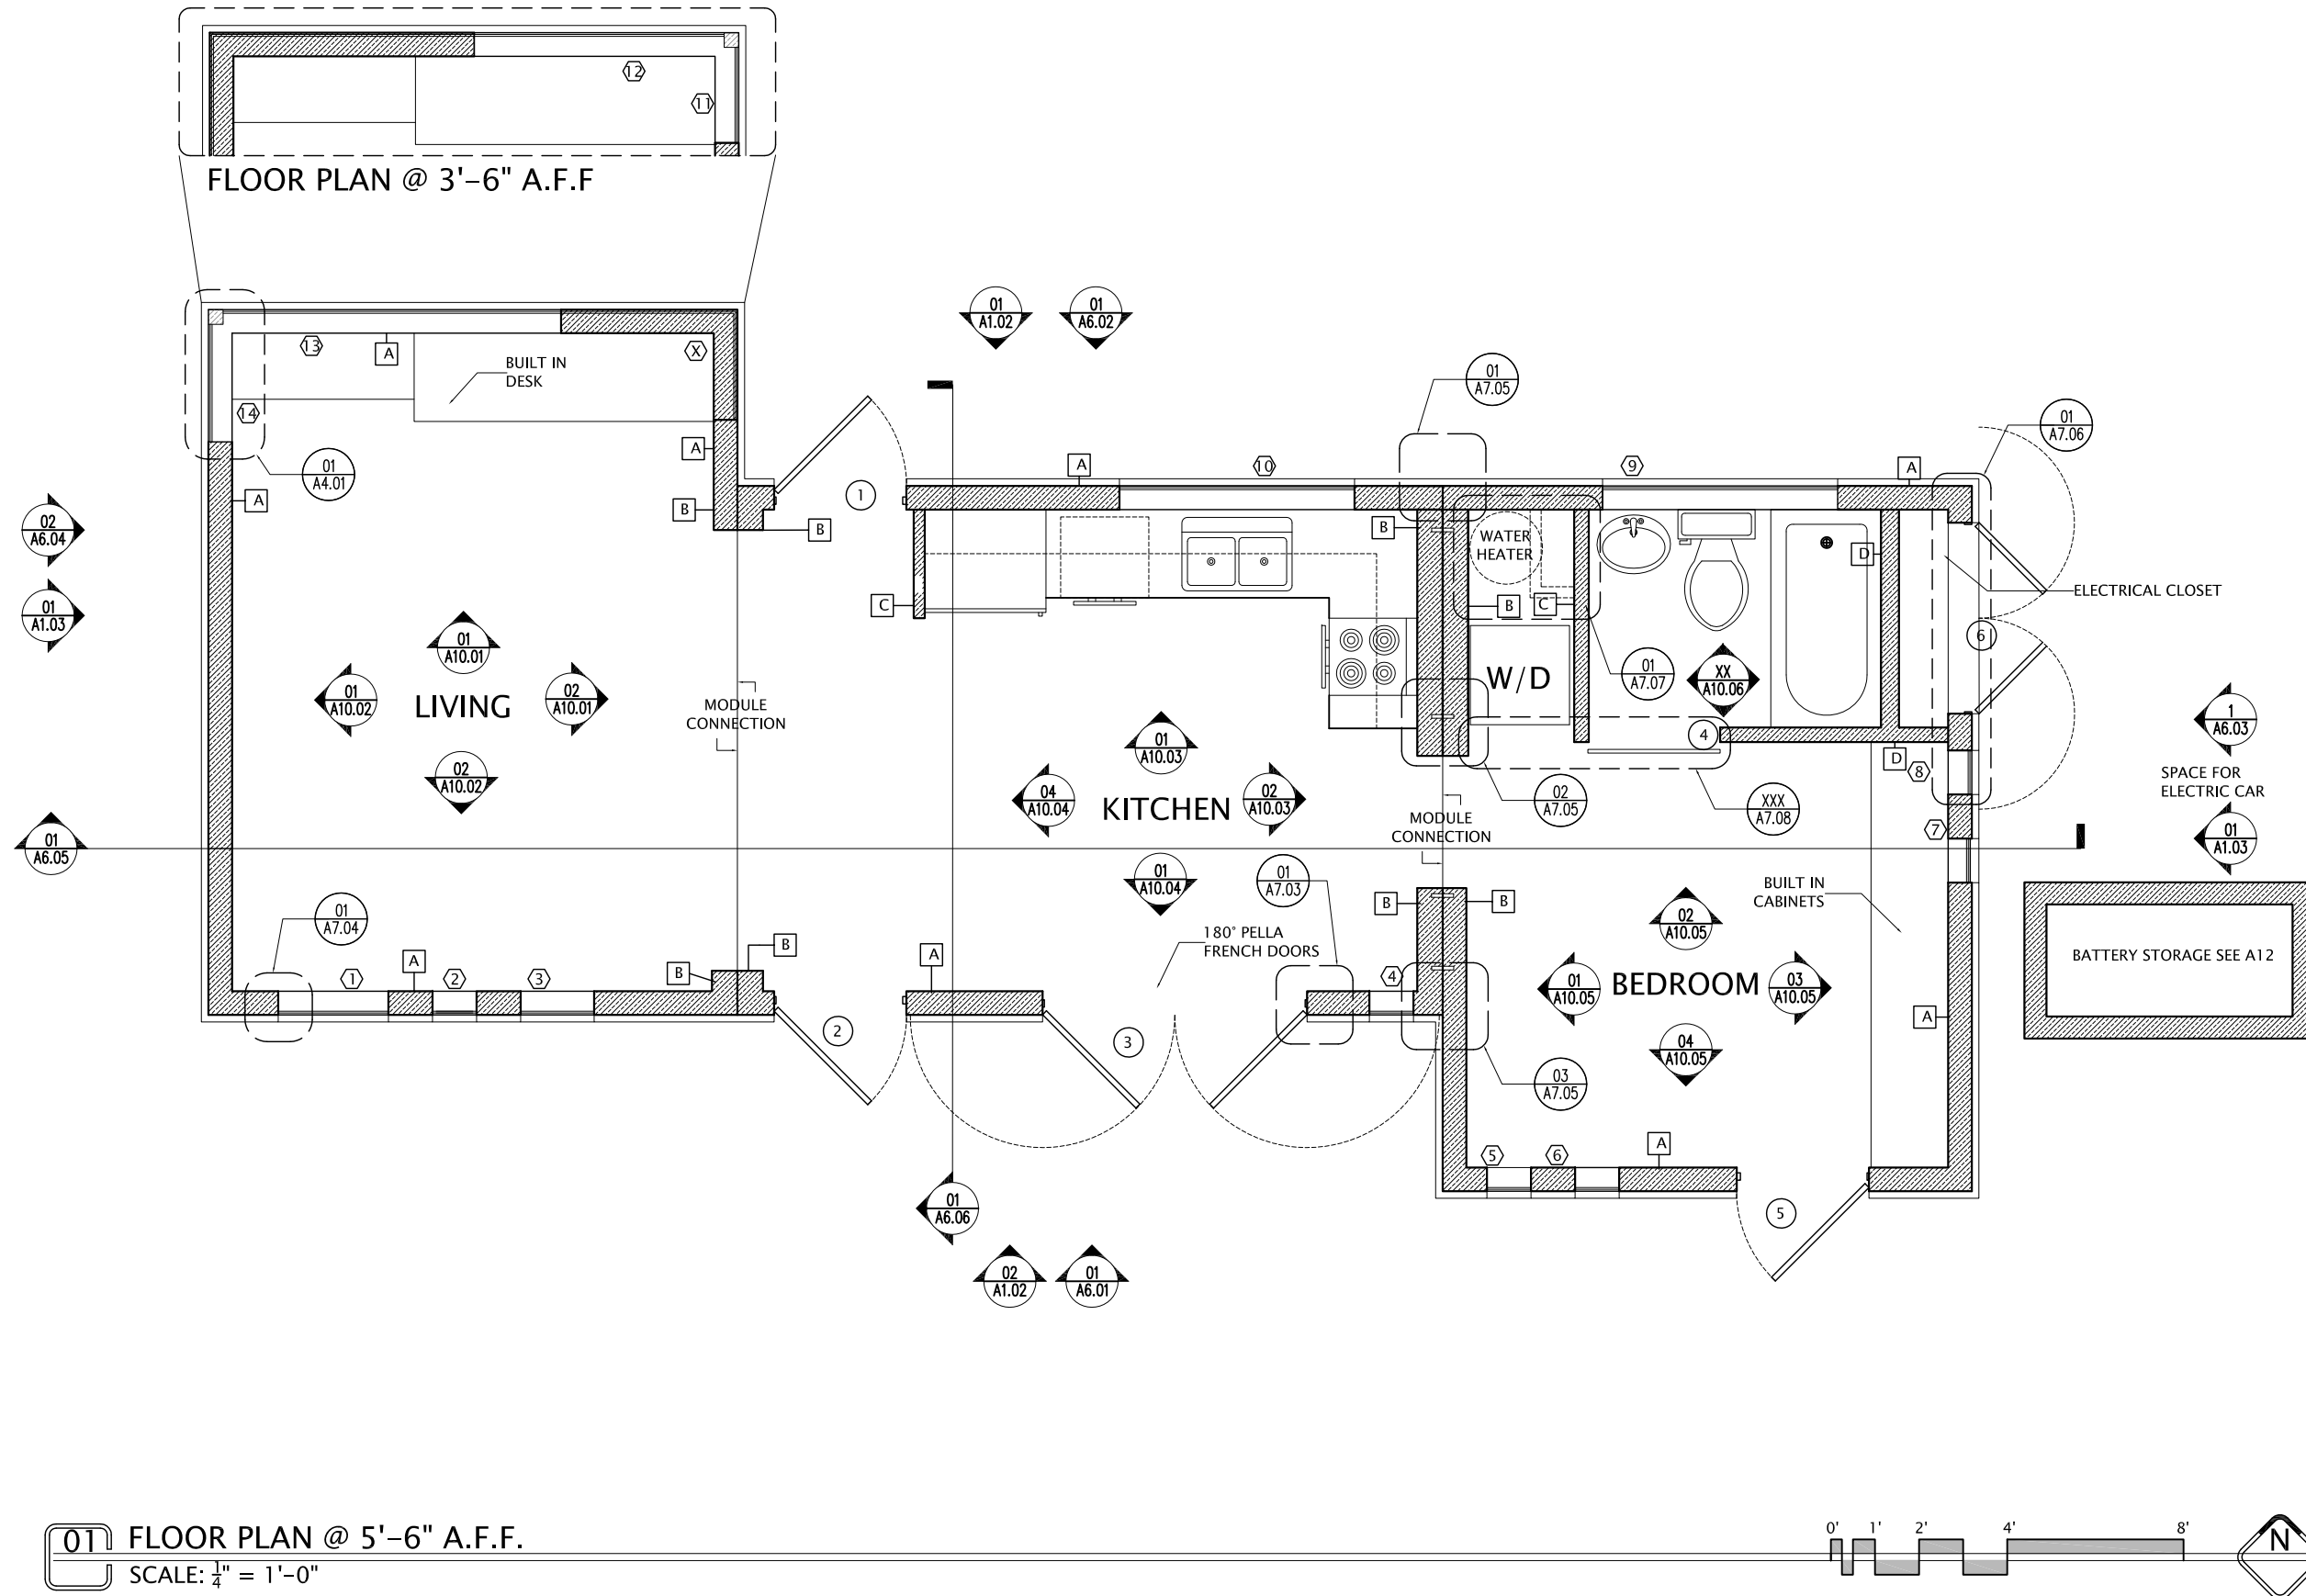 12
11
FLOOR PLAN @ 3'-6" A.F.F
13
A
X
BUILT IN
DESK
14
01
A4.01
A
A
B
B
1
01
A1.02
01
A6.02
01
A7.05
01
A7.06
A
10
9
A
02
A6.04
01
A1.03
B
WATER
HEATER
D
C
B
C
ELECTRICAL CLOSET
6
01
A10.01
01
A10.02
LIVING
02
A10.01
02
A10.02
MODULE
CONNECTION
W/D
01
A7.07
XX
A10.06
4
D
8
1
A6.03
SPACE FOR
ELECTRIC CAR
01
A10.03
04
A10.04
KITCHEN
02
A10.03
01
A10.04
MODULE
CONNECTION
02
A7.05
XXX
A7.08
7
01
A1.03
01
A6.05
01
A7.03
BUILT IN
CABINETS
01
A7.04
B
B
02
A10.05
180° PELLA
FRENCH DOORS
BATTERY STORAGE SEE A12
1
A
2
3
B
B
A
4
01
A10.05
BEDROOM
03
A10.05
A
2
3
04
A10.05
03
A7.05
5
6
A
5
01
A6.06
02
A1.02
01
A6.01
01
FLOOR PLAN @ 5'-6" A.F.F.
SCALE: 1/4" = 1'-0"
0' 1' 2' 4' 8'
N